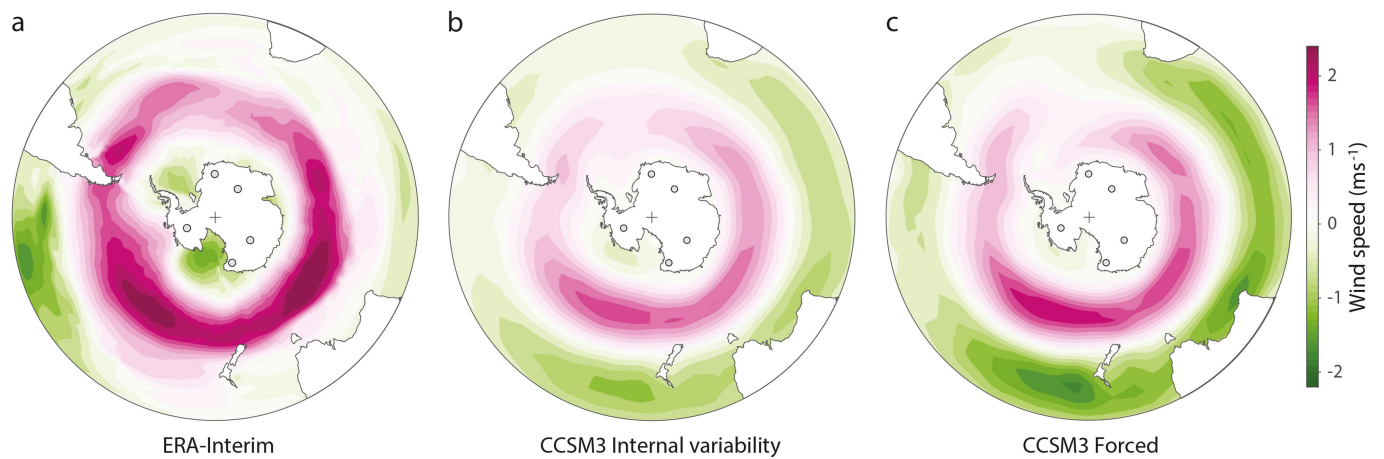 a
b
c
2
1
0
-1
-2
Wind speed (ms⁻¹)
ERA-Interim
CCSM3 Internal variability
CCSM3 Forced